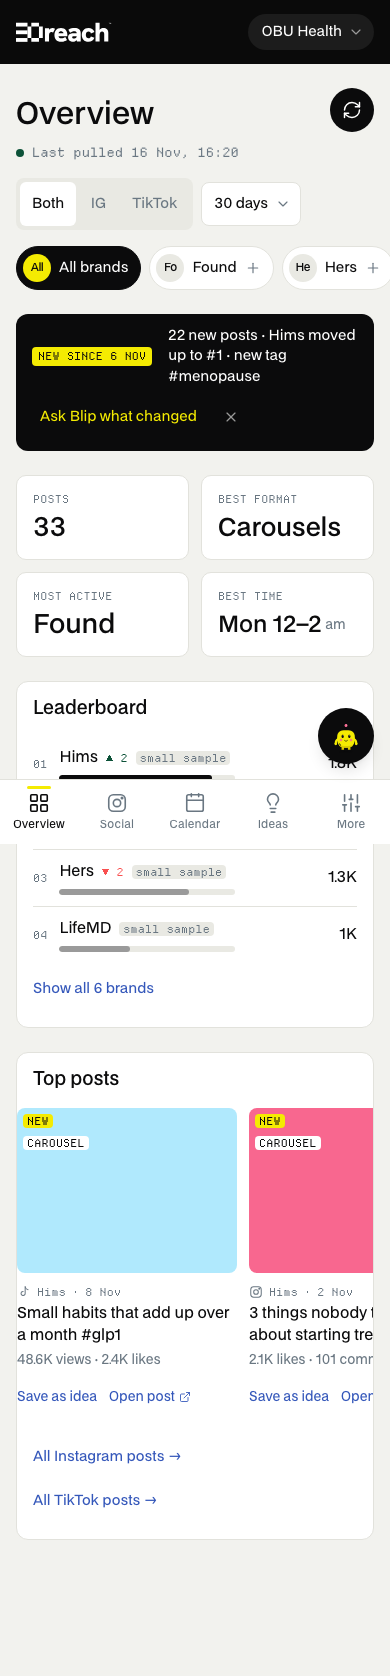 reach
OBU Health
Overview
Last pulled 16 Nov, 16:20
Both IG TikTok 30 days
All All brands Fo Found He Hers
NEW SINCE 6 NOV
22 new posts · Hims moved
up to #1 · new tag
#menopause
Ask Blip what changed
POSTS
33
BEST FORMAT
Carousels
MOST ACTIVE
Found
BEST TIME
Mon 12–2 am
Leaderboard
01 Hims ▲ 2 small sample 1.8K
Overview Social Calendar Ideas More
03 Hers ▼ 2 small sample 1.3K
04 LifeMD small sample 1K
Show all 6 brands
Top posts
NEW
CAROUSEL
Hims · 8 Nov
Small habits that add up over
a month #glp1
48.6K views · 2.4K likes
Save as idea Open post
NEW
CAROUSEL
Hims · 2 Nov
3 things nobody
about starting
2.1K likes · 101
Save as idea
All Instagram posts →
All TikTok posts →